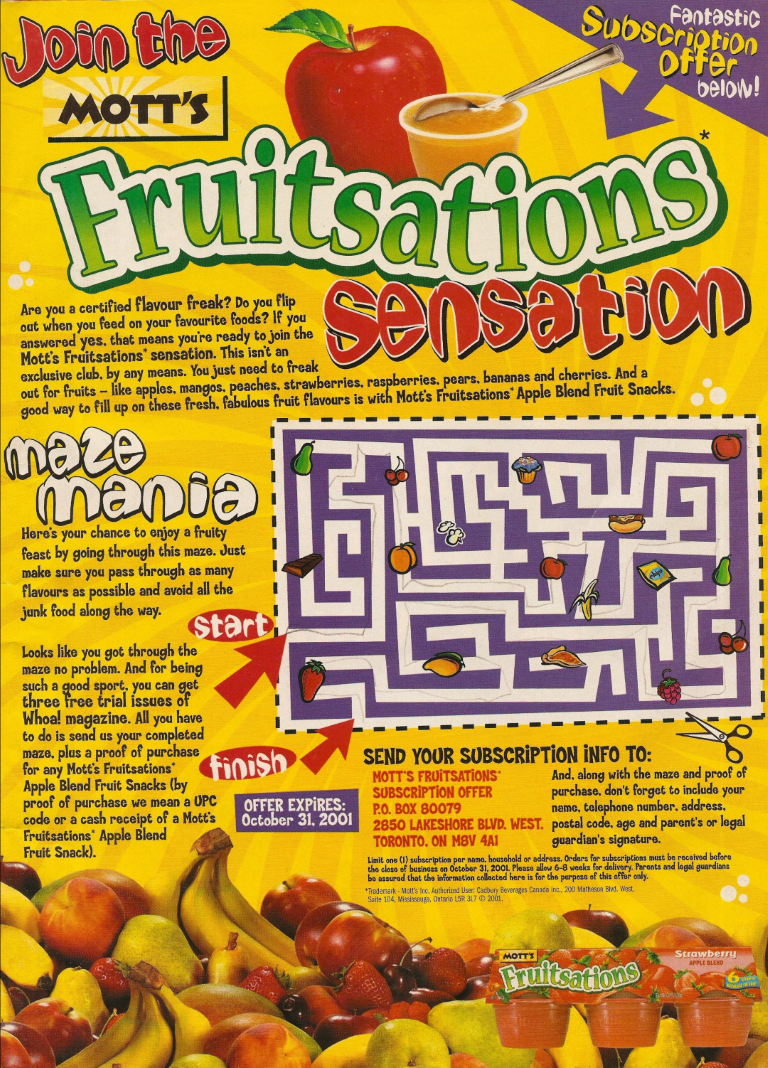 Join the
MOTT'S
Fruitsations*
sensation
Fantastic
Subscription
Offer
below!
Are you a certified flavour freak? Do you flip
out when you feed on your favourite foods? If you
answered yes, that means you're ready to join the
Mott's Fruitsations* sensation. This isn't an
exclusive club, by any means. You just need to freak
out for fruits – like apples, mangos, peaches, strawberries, raspberries, pears, bananas and cherries. And a
good way to fill up on these fresh, fabulous fruit flavours is with Mott's Fruitsations* Apple Blend Fruit Snacks.
maze
mania
Here's your chance to enjoy a fruity
feast by going through this maze. Just
make sure you pass through as many
flavours as possible and avoid all the
junk food along the way.
start
Looks like you got through the
maze no problem. And for being
such a good sport, you can get
three free trial issues of
Whoa! magazine. All you have
to do is send us your completed
maze, plus a proof of purchase
for any Mott's Fruitsations*
Apple Blend Fruit Snacks (by
proof of purchase we mean a UPC
code or a cash receipt of a Mott's
Fruitsations* Apple Blend
Fruit Snack).
finish
chips
OFFER EXPIRES:
October 31, 2001
SEND YOUR SUBSCRIPTION INFO TO:
MOTT'S FRUITSATIONS*
SUBSCRIPTION OFFER
P.O. BOX 80079
2850 LAKESHORE BLVD. WEST.
TORONTO, ON M8V 4A1
And, along with the maze and proof of
purchase, don't forget to include your
name, telephone number, address,
postal code, age and parent's or legal
guardian's signature.
Limit one (1) subscription per name, household or address. Orders for subscriptions must be received before
the close of business on October 31, 2001. Please allow 6-8 weeks for delivery. Parents and legal guardians
be assured that the information collected here is for the purpose of this offer only.
*Trademark - Mott's Inc. Authorized User: Cadbury Beverages Canada Inc., 200 Matheson Blvd. West,
Suite 104, Mississauga, Ontario L5R 3L7 © 2001.
MOTT'S
Fruitsations
Strawberry
APPLE BLEND
6